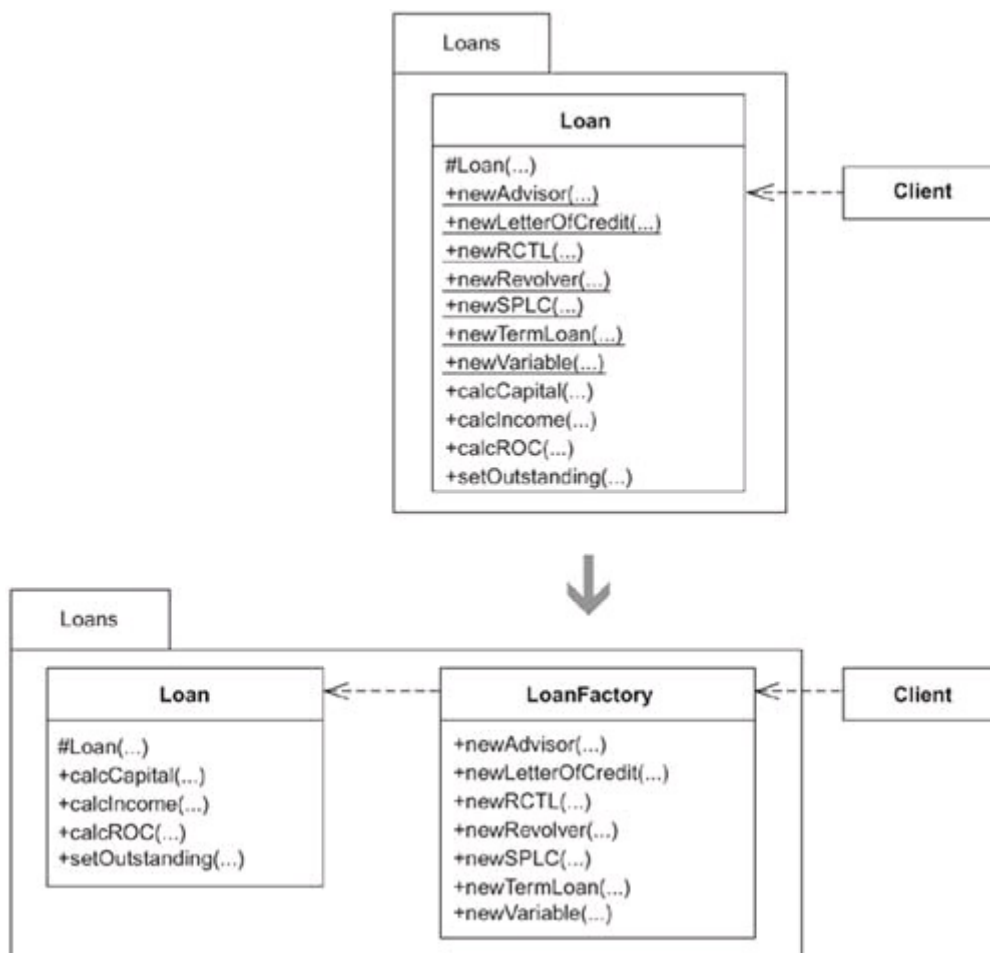 Loans
Loan
#Loan(...)
+newAdvisor(...)
+newLetterOfCredit(...)
+newRCTL(...)
+newRevolver(...)
+newSPLC(...)
+newTermLoan(...)
+newVariable(...)
+calcCapital(...)
+calcIncome(...)
+calcROC(...)
+setOutstanding(...)
Client
Loans
Loan
#Loan(...)
+calcCapital(...)
+calcIncome(...)
+calcROC(...)
+setOutstanding(...)
LoanFactory
+newAdvisor(...)
+newLetterOfCredit(...)
+newRCTL(...)
+newRevolver(...)
+newSPLC(...)
+newTermLoan(...)
+newVariable(...)
Client